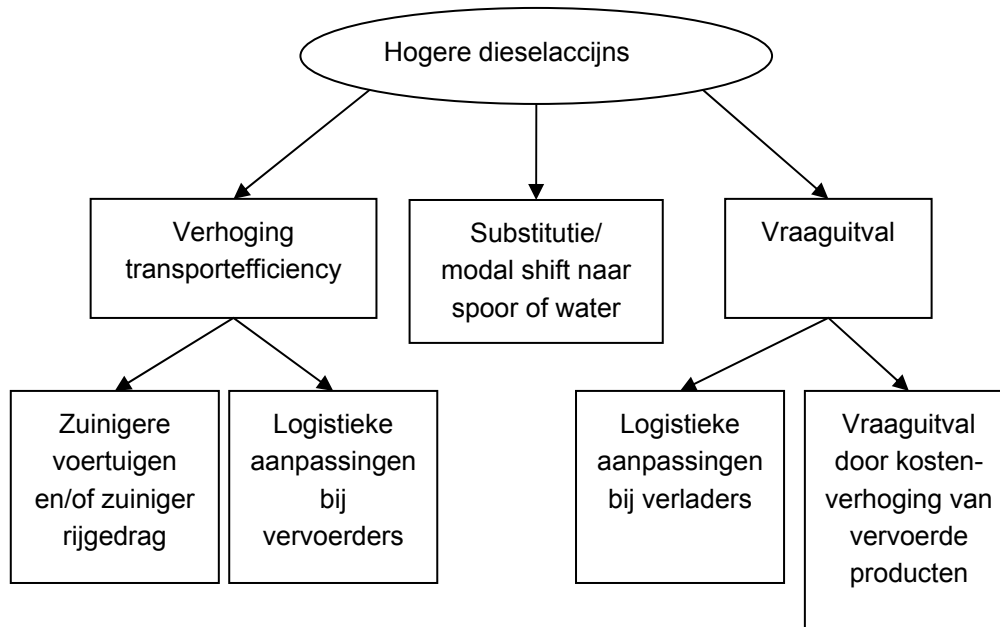 Hogere dieselaccijns
Verhoging
transportefficiency
Substitutie/
modal shift naar
spoor of water
Vraaguitval
Zuinigere
voertuigen
en/of zuiniger
rijgedrag
Logistieke
aanpassingen
bij
vervoerders
Logistieke
aanpassingen
bij verladers
Vraaguitval
door kosten-
verhoging van
vervoerde
producten